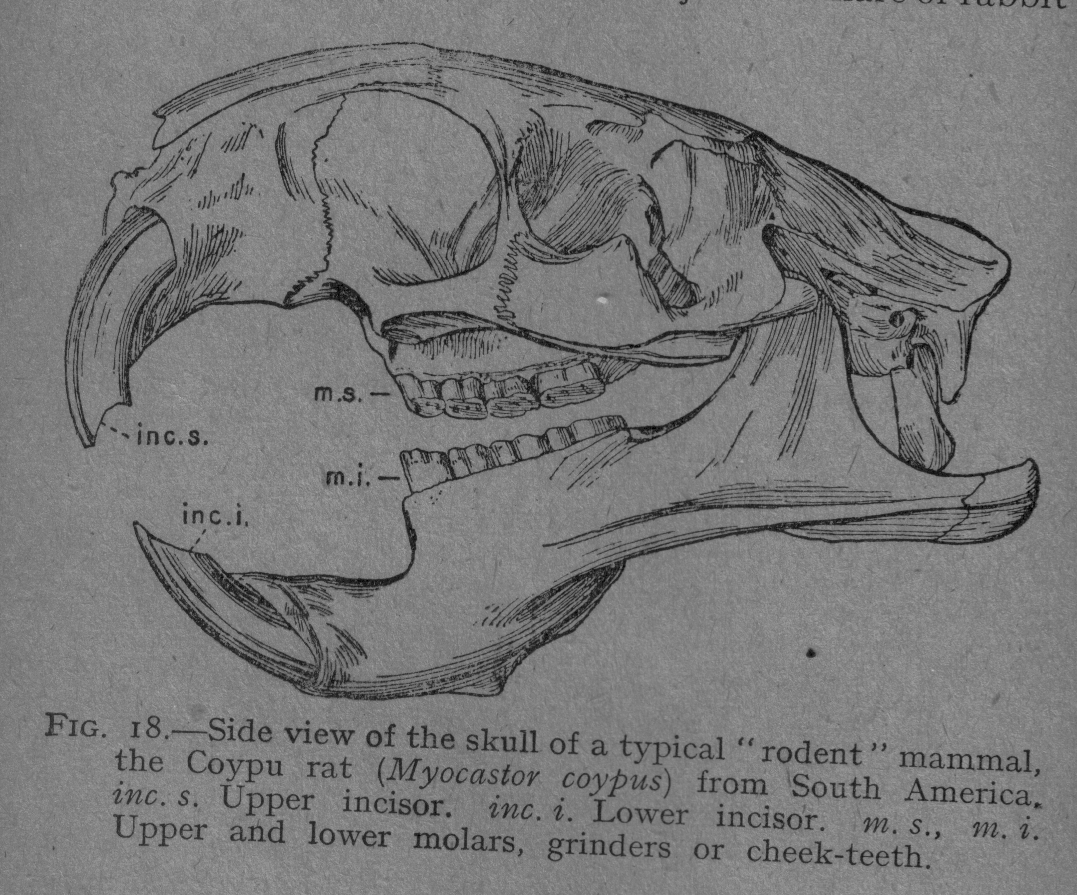 of rabbit
m.s.
inc.s.
m.i.
inc.i.
FIG. 18.—Side view of the skull of a typical “rodent” mammal,
the Coypu rat (Myocastor coypus) from South America.
inc. s. Upper incisor. inc. i. Lower incisor. m. s., m. i.
Upper and lower molars, grinders or cheek-teeth.